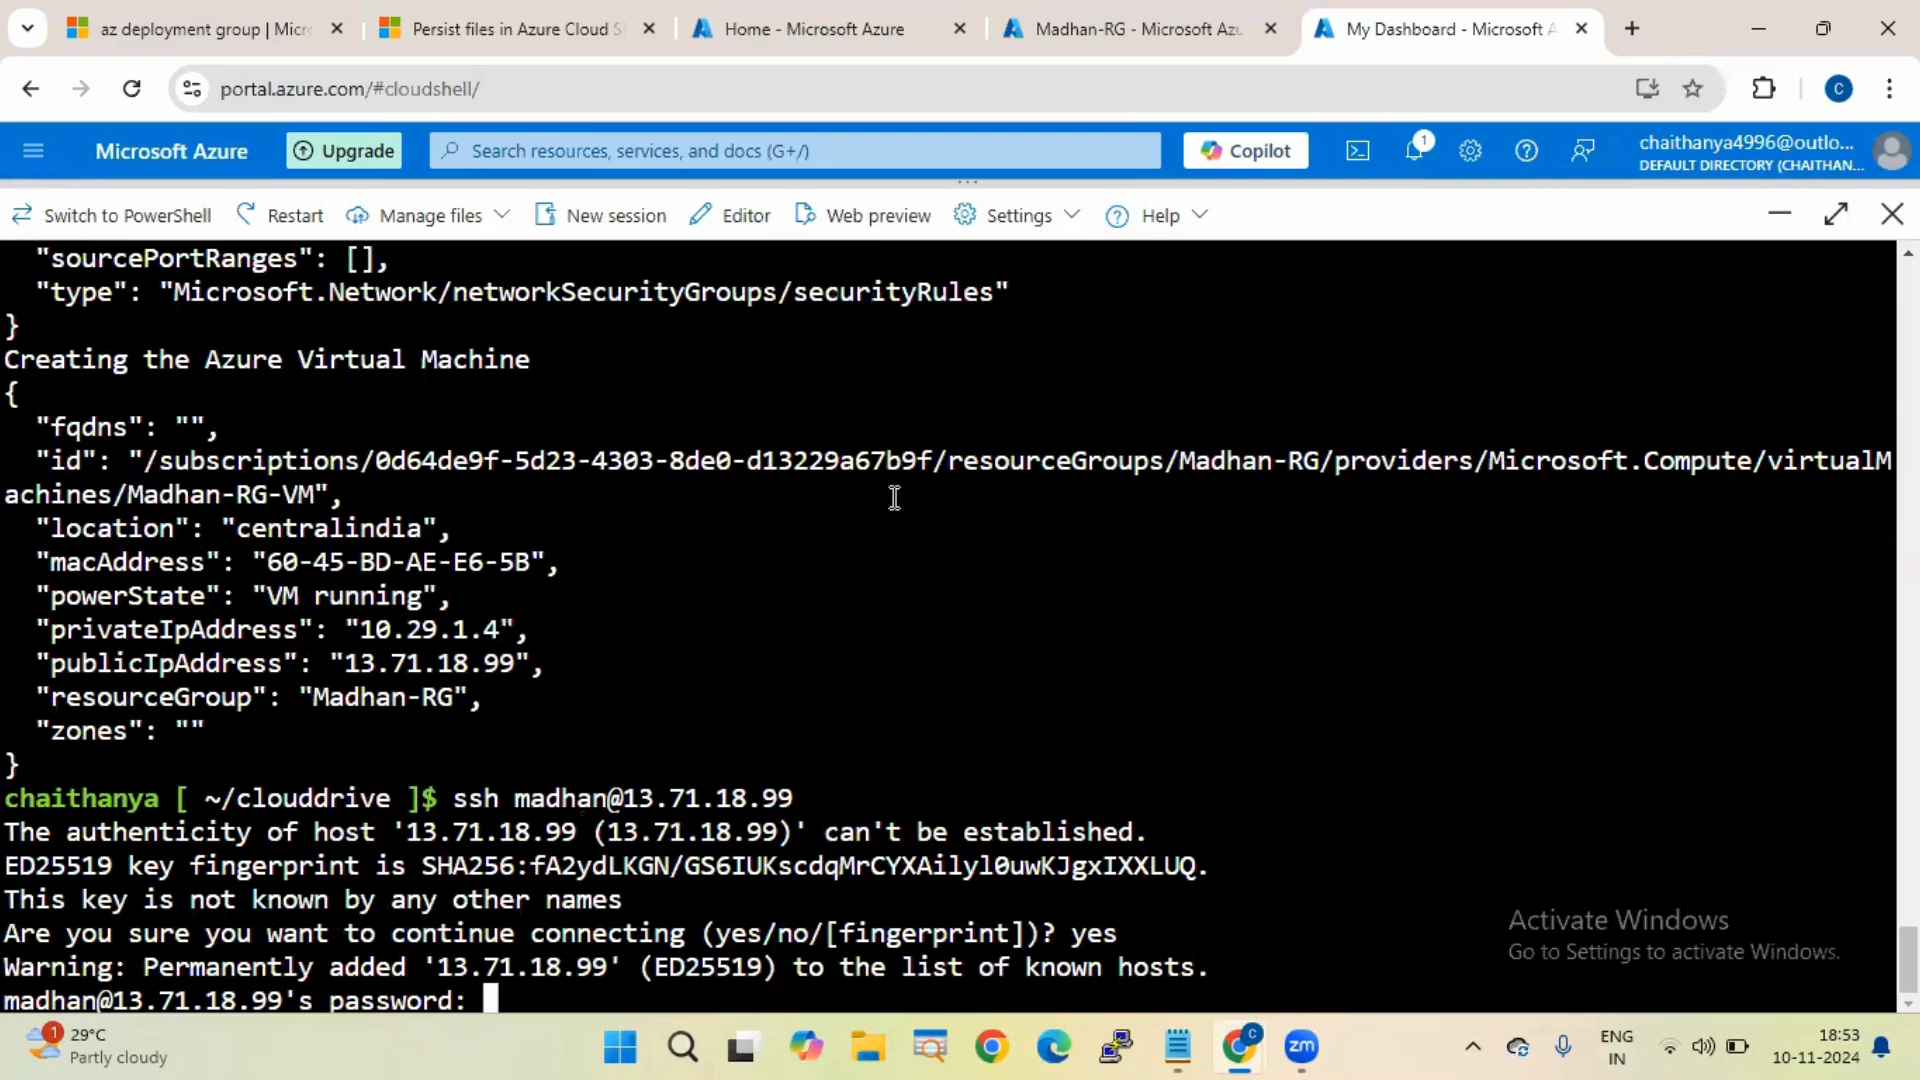 az deployment group | Micr
Persist files in Azure Cloud S
Home - Microsoft Azure
Madhan-RG - Microsoft Azu
My Dashboard - Microsoft A
portal.azure.com/#cloudshell/
C
Microsoft Azure
Upgrade
Search resources, services, and docs (G+/)
Copilot
1
chaithanya4996@outlo...
DEFAULT DIRECTORY (CHAITHAN...
Switch to PowerShell
Restart
Manage files
New session
Editor
Web preview
Settings
Help
"sourcePortRanges": [],
"type": "Microsoft.Network/networkSecurityGroups/securityRules"
}
Creating the Azure Virtual Machine
{
"fqdns": "",
"id": "/subscriptions/0d64de9f-5d23-4303-8de0-d13229a67b9f/resourceGroups/Madhan-RG/providers/Microsoft.Compute/virtualM
achines/Madhan-RG-VM",
"location": "centralindia",
"macAddress": "60-45-BD-AE-E6-5B",
"powerState": "VM running",
"privateIpAddress": "10.29.1.4",
"publicIpAddress": "13.71.18.99",
"resourceGroup": "Madhan-RG",
"zones": ""
}
chaithanya [ ~/clouddrive ]$ ssh madhan@13.71.18.99
The authenticity of host '13.71.18.99 (13.71.18.99)' can't be established.
ED25519 key fingerprint is SHA256:fA2ydLKGN/GS6IUKscdqMrCYXAilyl0uwKJgxIXXLUQ.
This key is not known by any other names
Are you sure you want to continue connecting (yes/no/[fingerprint])? yes
Warning: Permanently added '13.71.18.99' (ED25519) to the list of known hosts.
madhan@13.71.18.99's password:
Activate Windows
Go to Settings to activate Windows.
1
29°C
Partly cloudy
C
zm
ENG
IN
18:53
10-11-2024